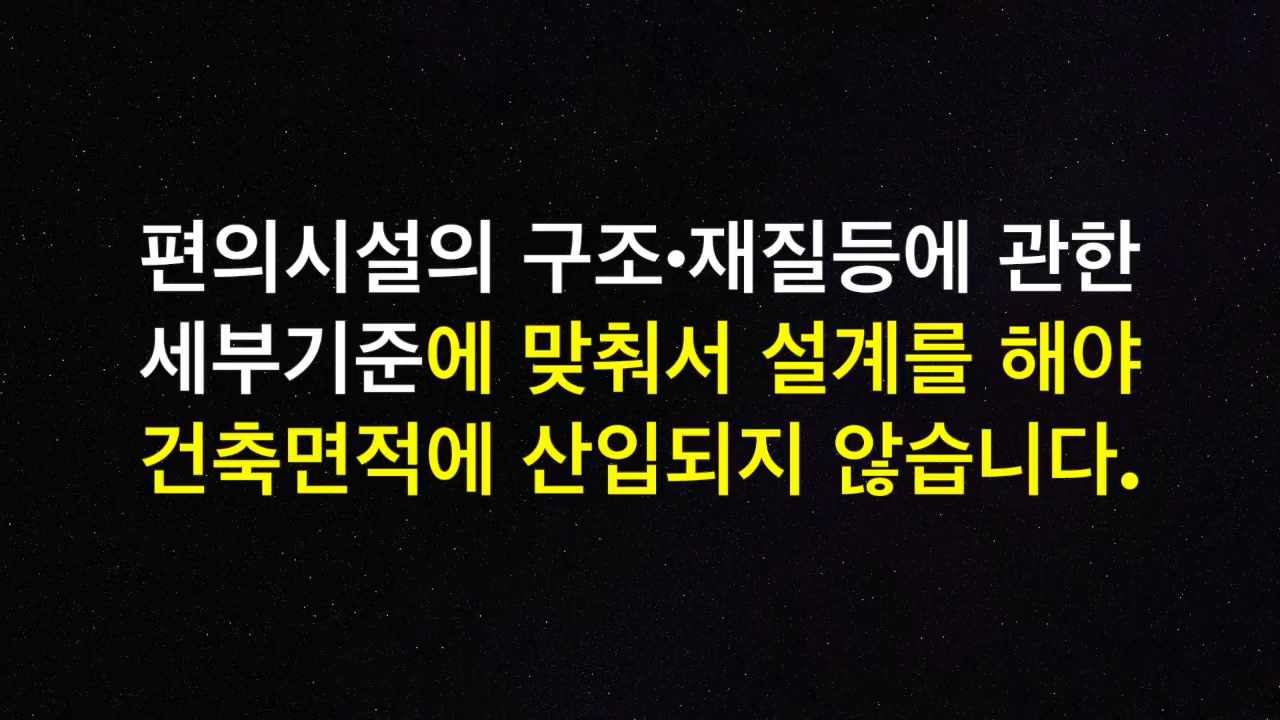 편의시설의 구조·재질등에 관한
세부기준에 맞춰서 설계를 해야
건축면적에 산입되지 않습니다.